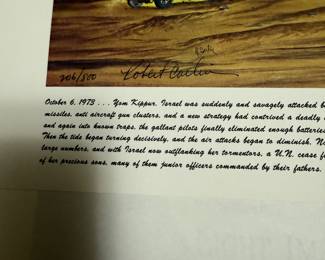 206/500 Robert Bailey
October 6, 1973 ... Yom Kippur. Israel was suddenly and savagely attacked b
missiles, anti aircraft gun clusters, and a new strategy had contrived a deadly
and again into known traps, the gallant pilots finally eliminated enough batteries
Then the tide began turning decisively, and the air attacks began to diminish. N
large numbers, and with Israel now outflanking her tormentors, a U.N. cease f
of her precious sons, many of them junior officers commanded by their fathers.